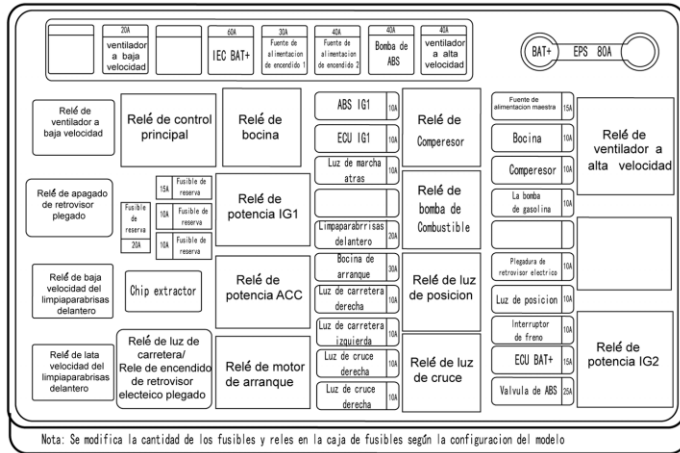 20A
ventilador
a baja
velocidad
60A
IEC BAT+
30A
Fuente de
alimentacion
de encendido 1
40A
Fuente de
alimentacion
de encendido 2
40A
Bomba de
ABS
40A
ventilador
a alta
velocidad
BAT+ EPS 80A
Relé de
ventilador a
baja velocidad
Relé de control
principal
Relé de
bocina
ABS IG1 10A
ECU IG1 10A
Luz de marcha
atras 10A
Relé de
Comperesor
Fuente de
alimentacion maestra 15A
Bocina 10A
Comperesor 10A
La bomba
de gasolina 10A
Relé de
ventilador a
alta velocidad
Relé de apagado
de retrovisor
plegado
Fusible
de
reserva
20A
15A Fusible de
reserva
10A Fusible de
reserva
10A Fusible de
reserva
Relé de
potencia IG1
Limpaparabrrisas
delantero 20A
Relé de
bomba de
Combustible
Relé de baja
velocidad del
limpiaparabrisas
delantero
Chip extractor
Relé de
potencia ACC
Bocina de
arranque 30A
Luz de carretera
derecha 10A
Luz de carretera
izquierda 10A
Relé de luz
de posicion
Plegadura de
retrovisor electrico 10A
Luz de posicion 10A
Interruptor
de freno 10A
Relé de lata
velocidad del
limpiaparabrisas
delantero
Relé de luz de
carretera/
Rele de encendido
de retrovisor
electeico plegado
Relé de motor
de arranque
Luz de cruce
derecha 10A
Luz de cruce
derecha 10A
Relé de luz
de cruce
ECU BAT+ 15A
Valvula de ABS 25A
Relé de
potencia IG2
Nota: Se modifica la cantidad de los fusibles y reles en la caja de fusibles según la configuracion del modelo